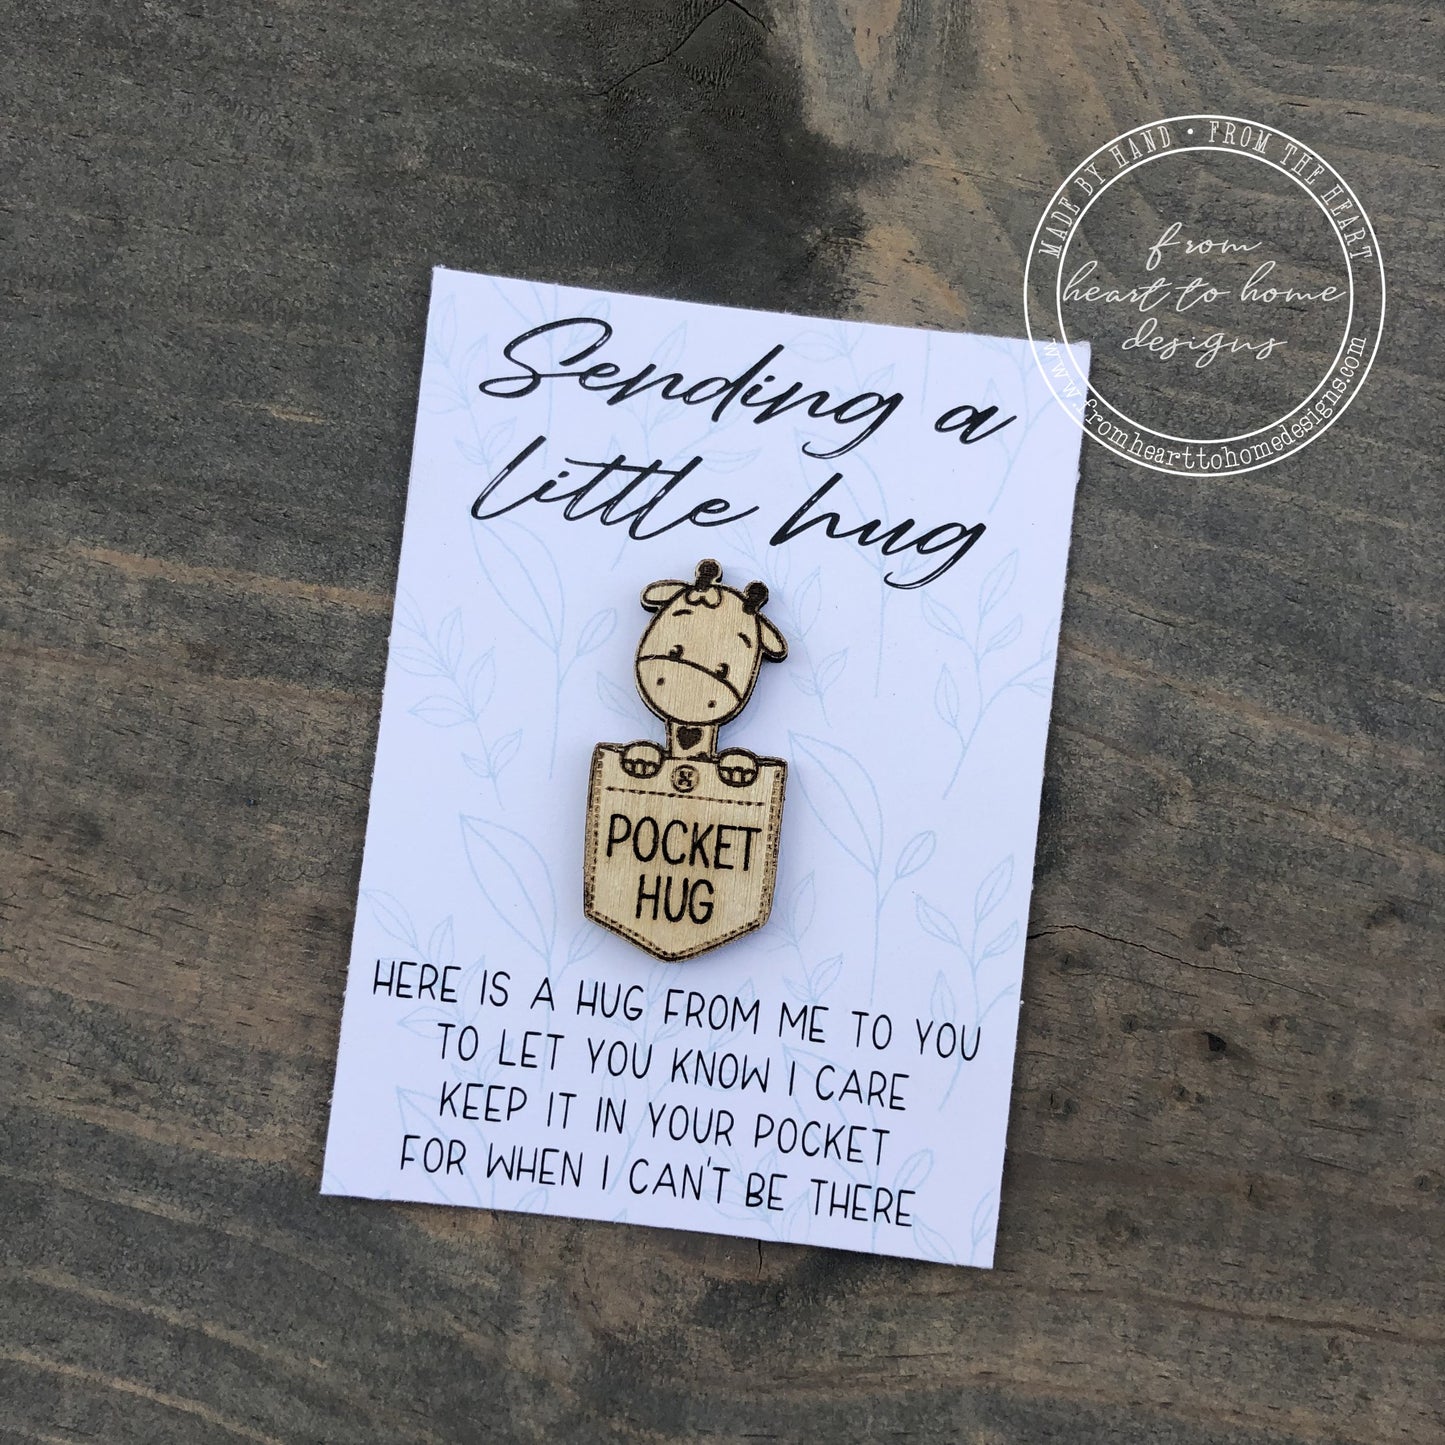 MADE BY HAND • FROM THE HEART
from
heart to home
designs
www.fromhearttohomedesigns.com
Sending a
little hug
POCKET
HUG
HERE IS A HUG FROM ME TO YOU
TO LET YOU KNOW I CARE
KEEP IT IN YOUR POCKET
FOR WHEN I CAN'T BE THERE